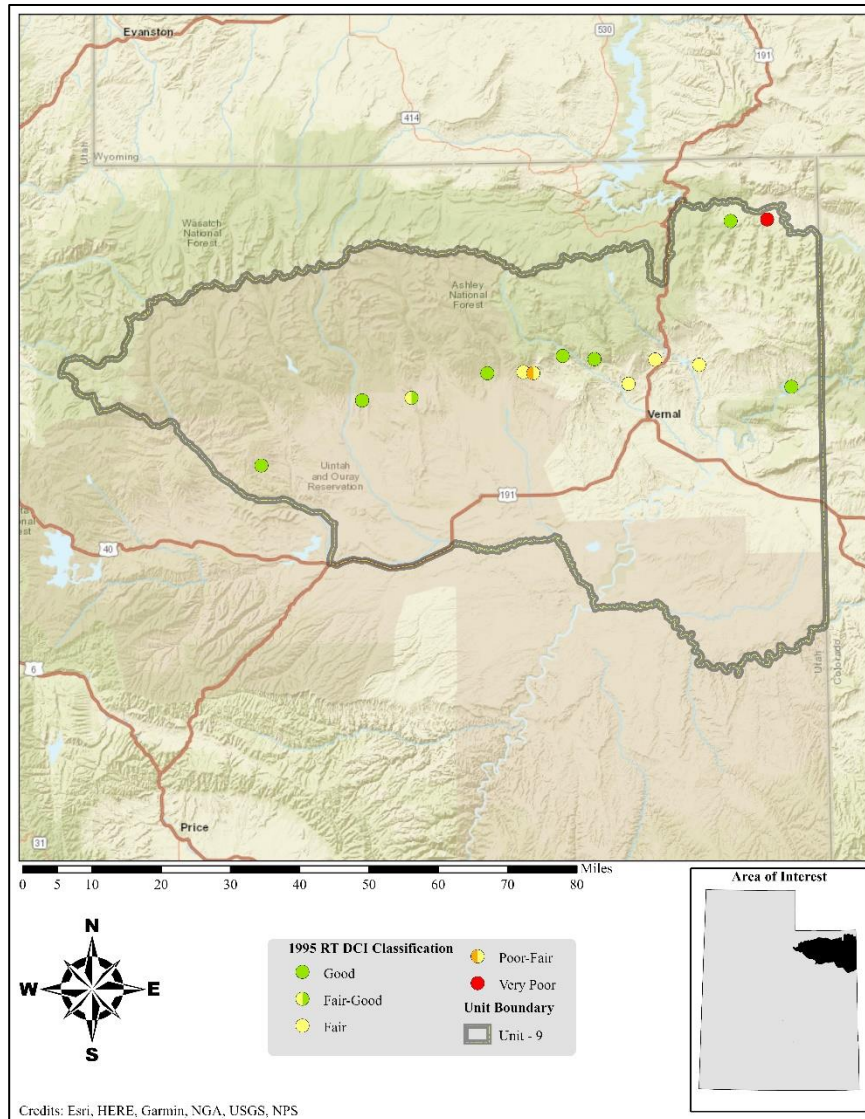 Evanston
530
191
414
Utah
Wyoming
Wasatch
National
Forest
Ashley
National
Forest
Vernal
Uintah
and Ouray
Reservation
191
Forest
40
6
Utah
Colorado
Price
31
0 5 10 20 30 40 50 60 70 80 Miles
N
W E
S
1995 RT DCI Classification
Good
Fair-Good
Fair
Poor-Fair
Very Poor
Unit Boundary
Unit - 9
Area of Interest
Credits: Esri, HERE, Garmin, NGA, USGS, NPS